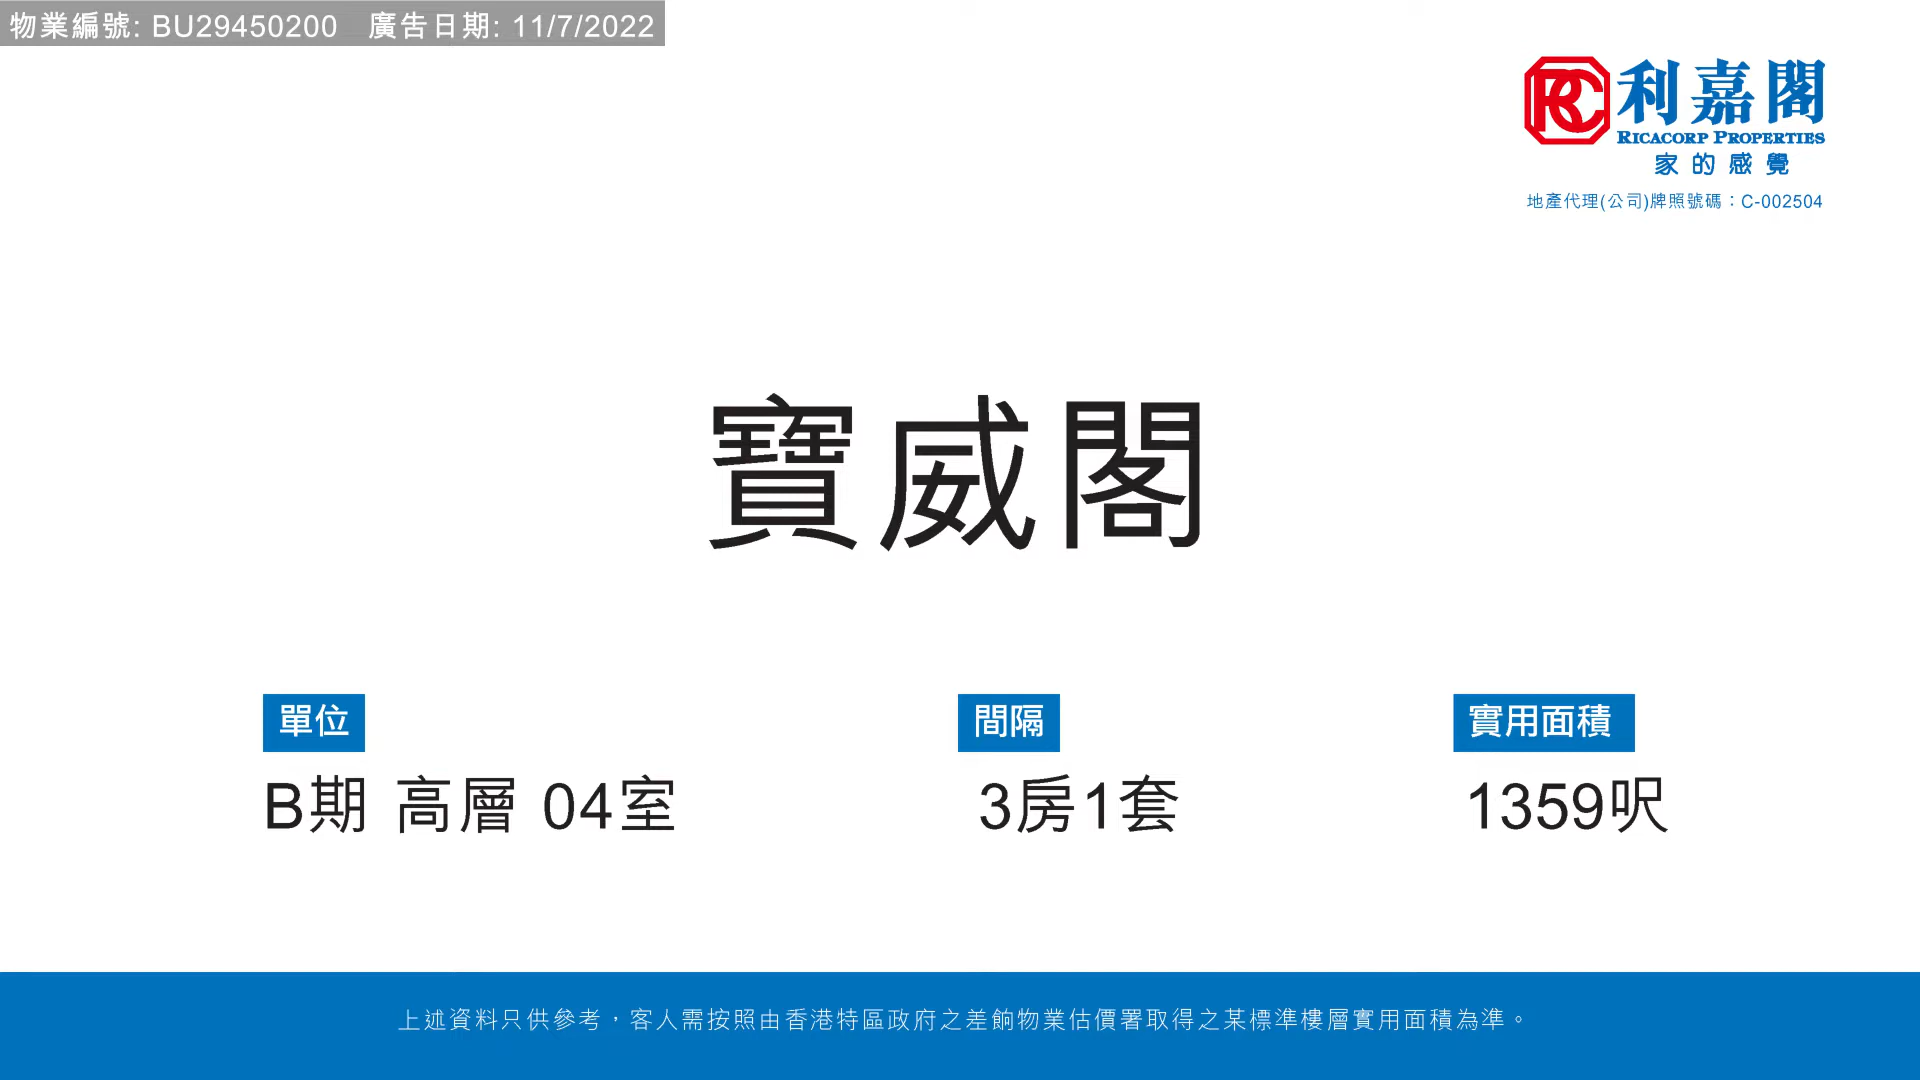 物業編號: BU29450200 廣告日期: 11/7/2022
RC 利嘉閣
RICACORP PROPERTIES
家的感覺
地產代理(公司)牌照號碼：C-002504
寶威閣
單位 間隔 實用面積
B期 高層 04室 3房1套 1359呎
上述資料只供參考，客人需按照由香港特區政府之差餉物業估價署取得之某標準樓層實用面積為準。